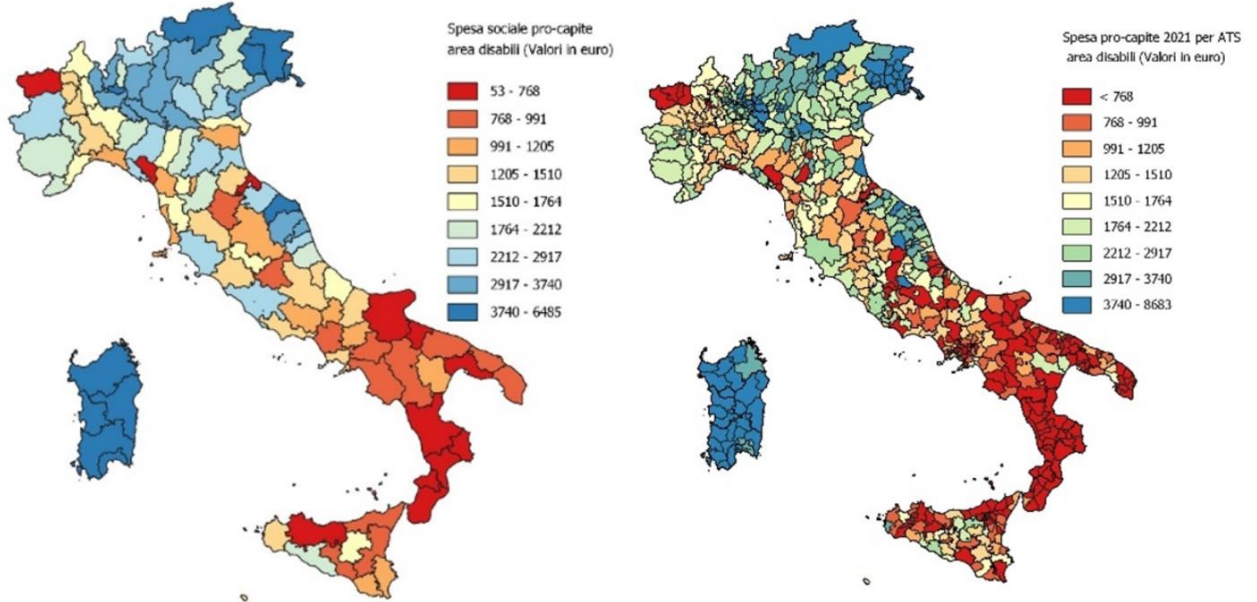 Spesa sociale pro-capite
area disabili (Valori in euro)
53 - 768
768 - 991
991 - 1205
1205 - 1510
1510 - 1764
1764 - 2212
2212 - 2917
2917 - 3740
3740 - 6485
Spesa pro-capite 2021 per ATS
area disabili (Valori in euro)
< 768
768 - 991
991 - 1205
1205 - 1510
1510 - 1764
1764 - 2212
2212 - 2917
2917 - 3740
3740 - 8683